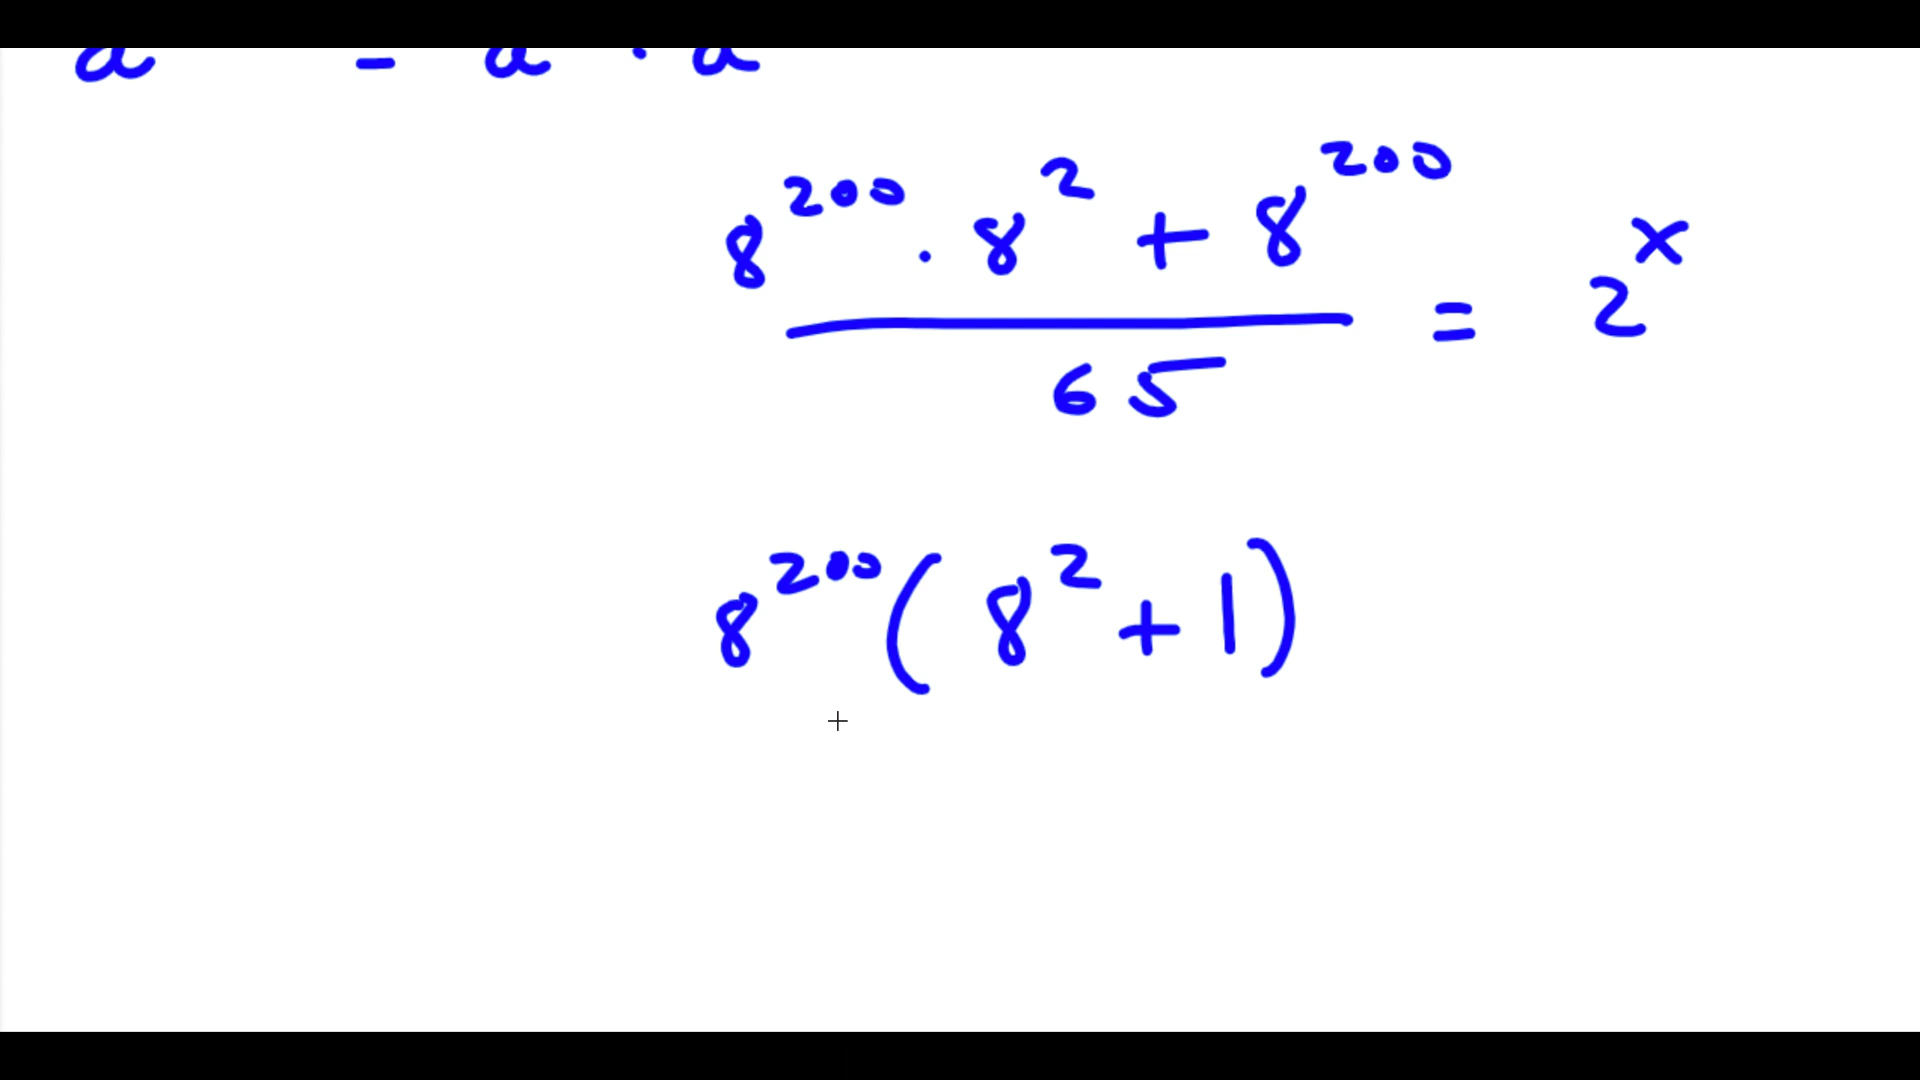 a = a · a
8^200 · 8^2 + 8^200
/ 65 = 2^x
8^200 ( 8^2 + 1 )